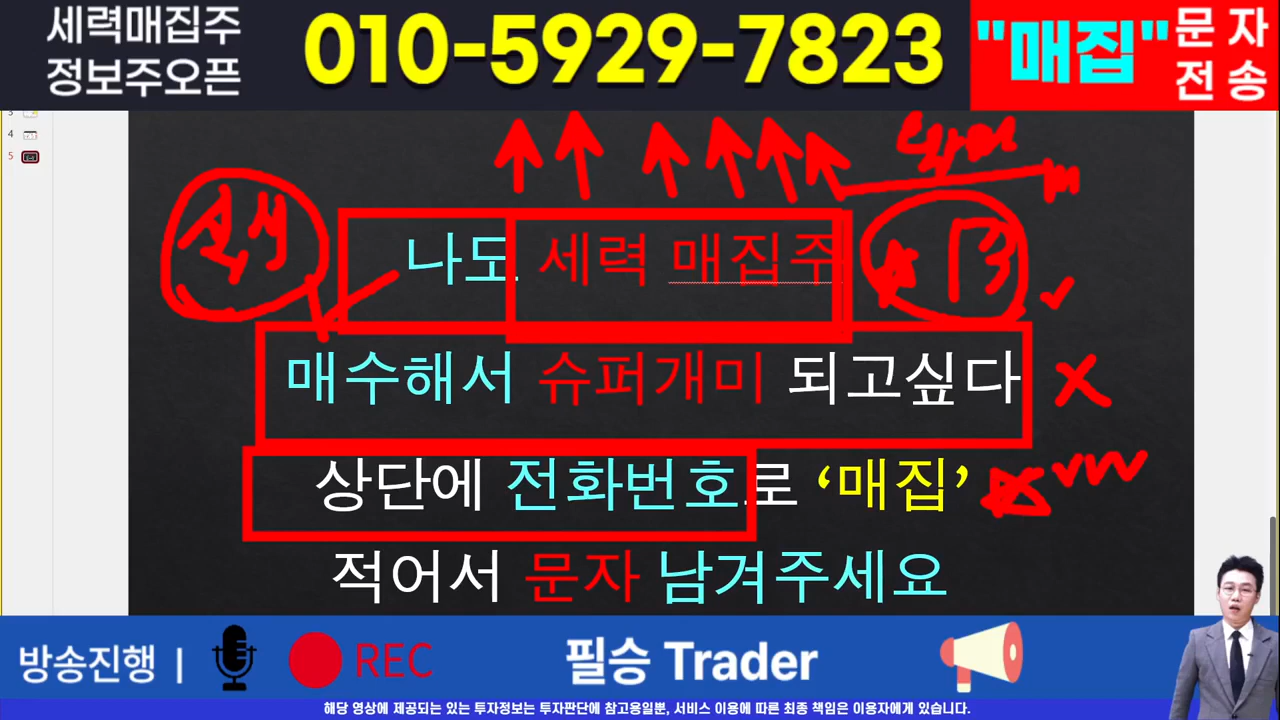 세력매집주
정보주오픈
010-5929-7823
"매집"
문자
전송
3
4
5
나도 세력 매집주
매수해서 슈퍼개미 되고싶다
상단에 전화번호로 ‘매집’
적어서 문자 남겨주세요
방송진행 |
REC
필승 Trader
해당 영상에 제공되는 있는 투자정보는 투자판단에 참고용일뿐, 서비스 이용에 따른 최종 책임은 이용자에게 있습니다.